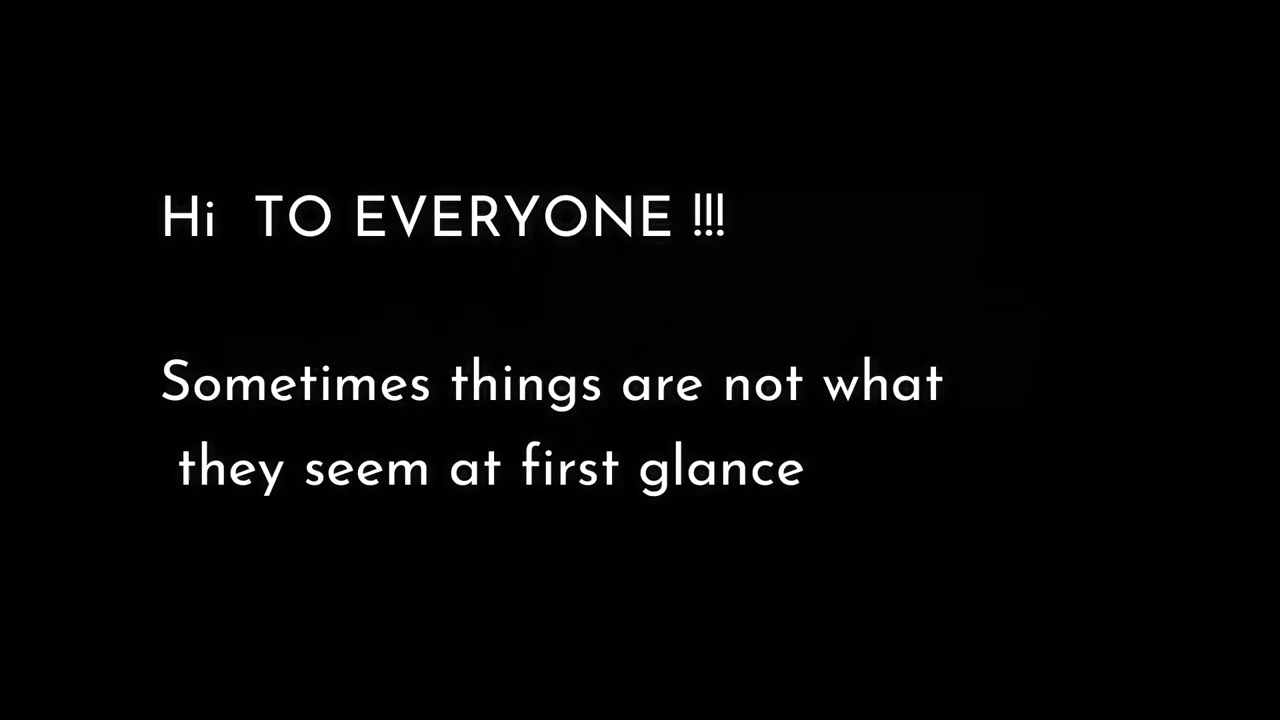 Hi  TO EVERYONE !!!
Sometimes things are not what
they seem at first glance